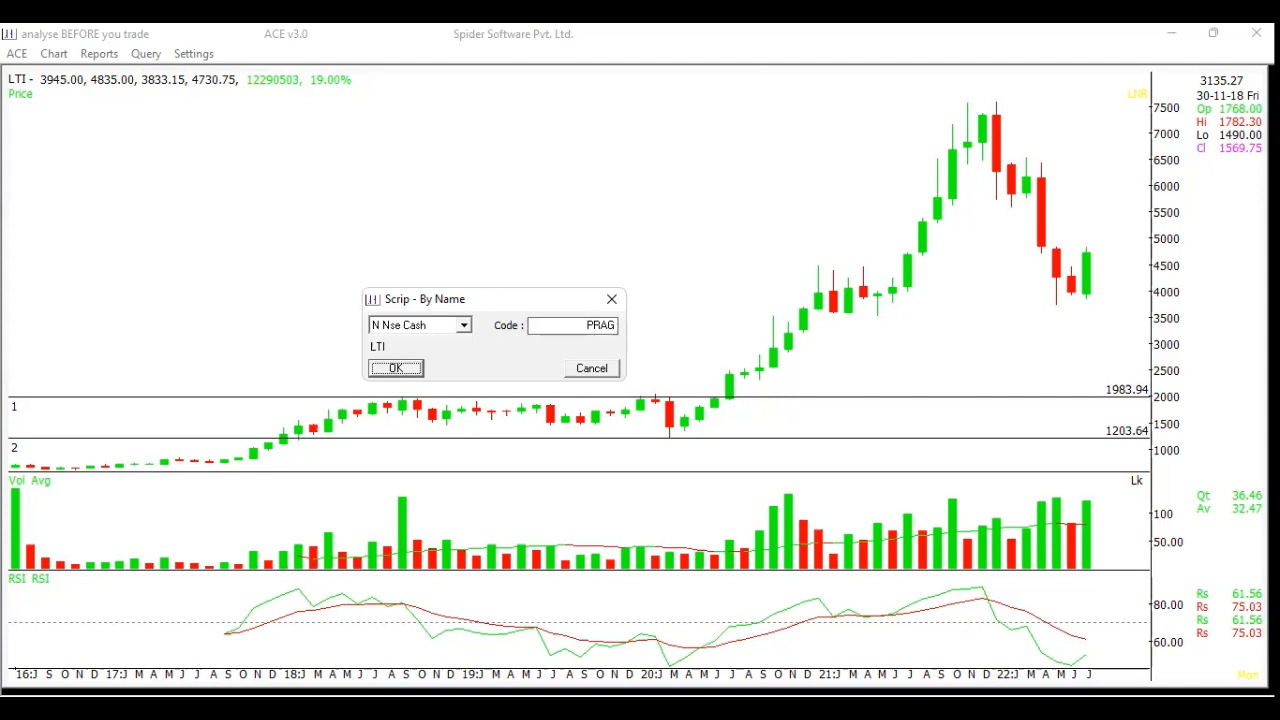 analyse BEFORE you trade ACE v3.0 Spider Software Pvt. Ltd.
ACE Chart Reports Query Settings
LTI - 3945.00, 4835.00, 3833.15, 4730.75, 12290503, 19.00%
Price
LNR
3135.27
30-11-18 Fri
Op 1768.00
Hi 1782.30
Lo 1490.00
Cl 1569.75
7500
7000
6500
6000
5500
5000
4500
4000
3500
3000
2500
2000
1500
1000
Scrip - By Name
N Nse Cash Code : PRAG
LTI
OK Cancel
1983.94
1
1203.64
2
Vol Avg
Lk
100
50.00
Qt 36.46
Av 32.47
RSI RSI
80.00
60.00
Rs 61.56
Rs 75.03
Rs 61.56
Rs 75.03
16:J S O N D 17:J M A M J J A S O N D 18:J M A M J J A S O N D 19:J M A M J J A S O N D 20:J M A M J J A S O N D 21:J M A M J J A S O N D 22:J M A M J J
Mon